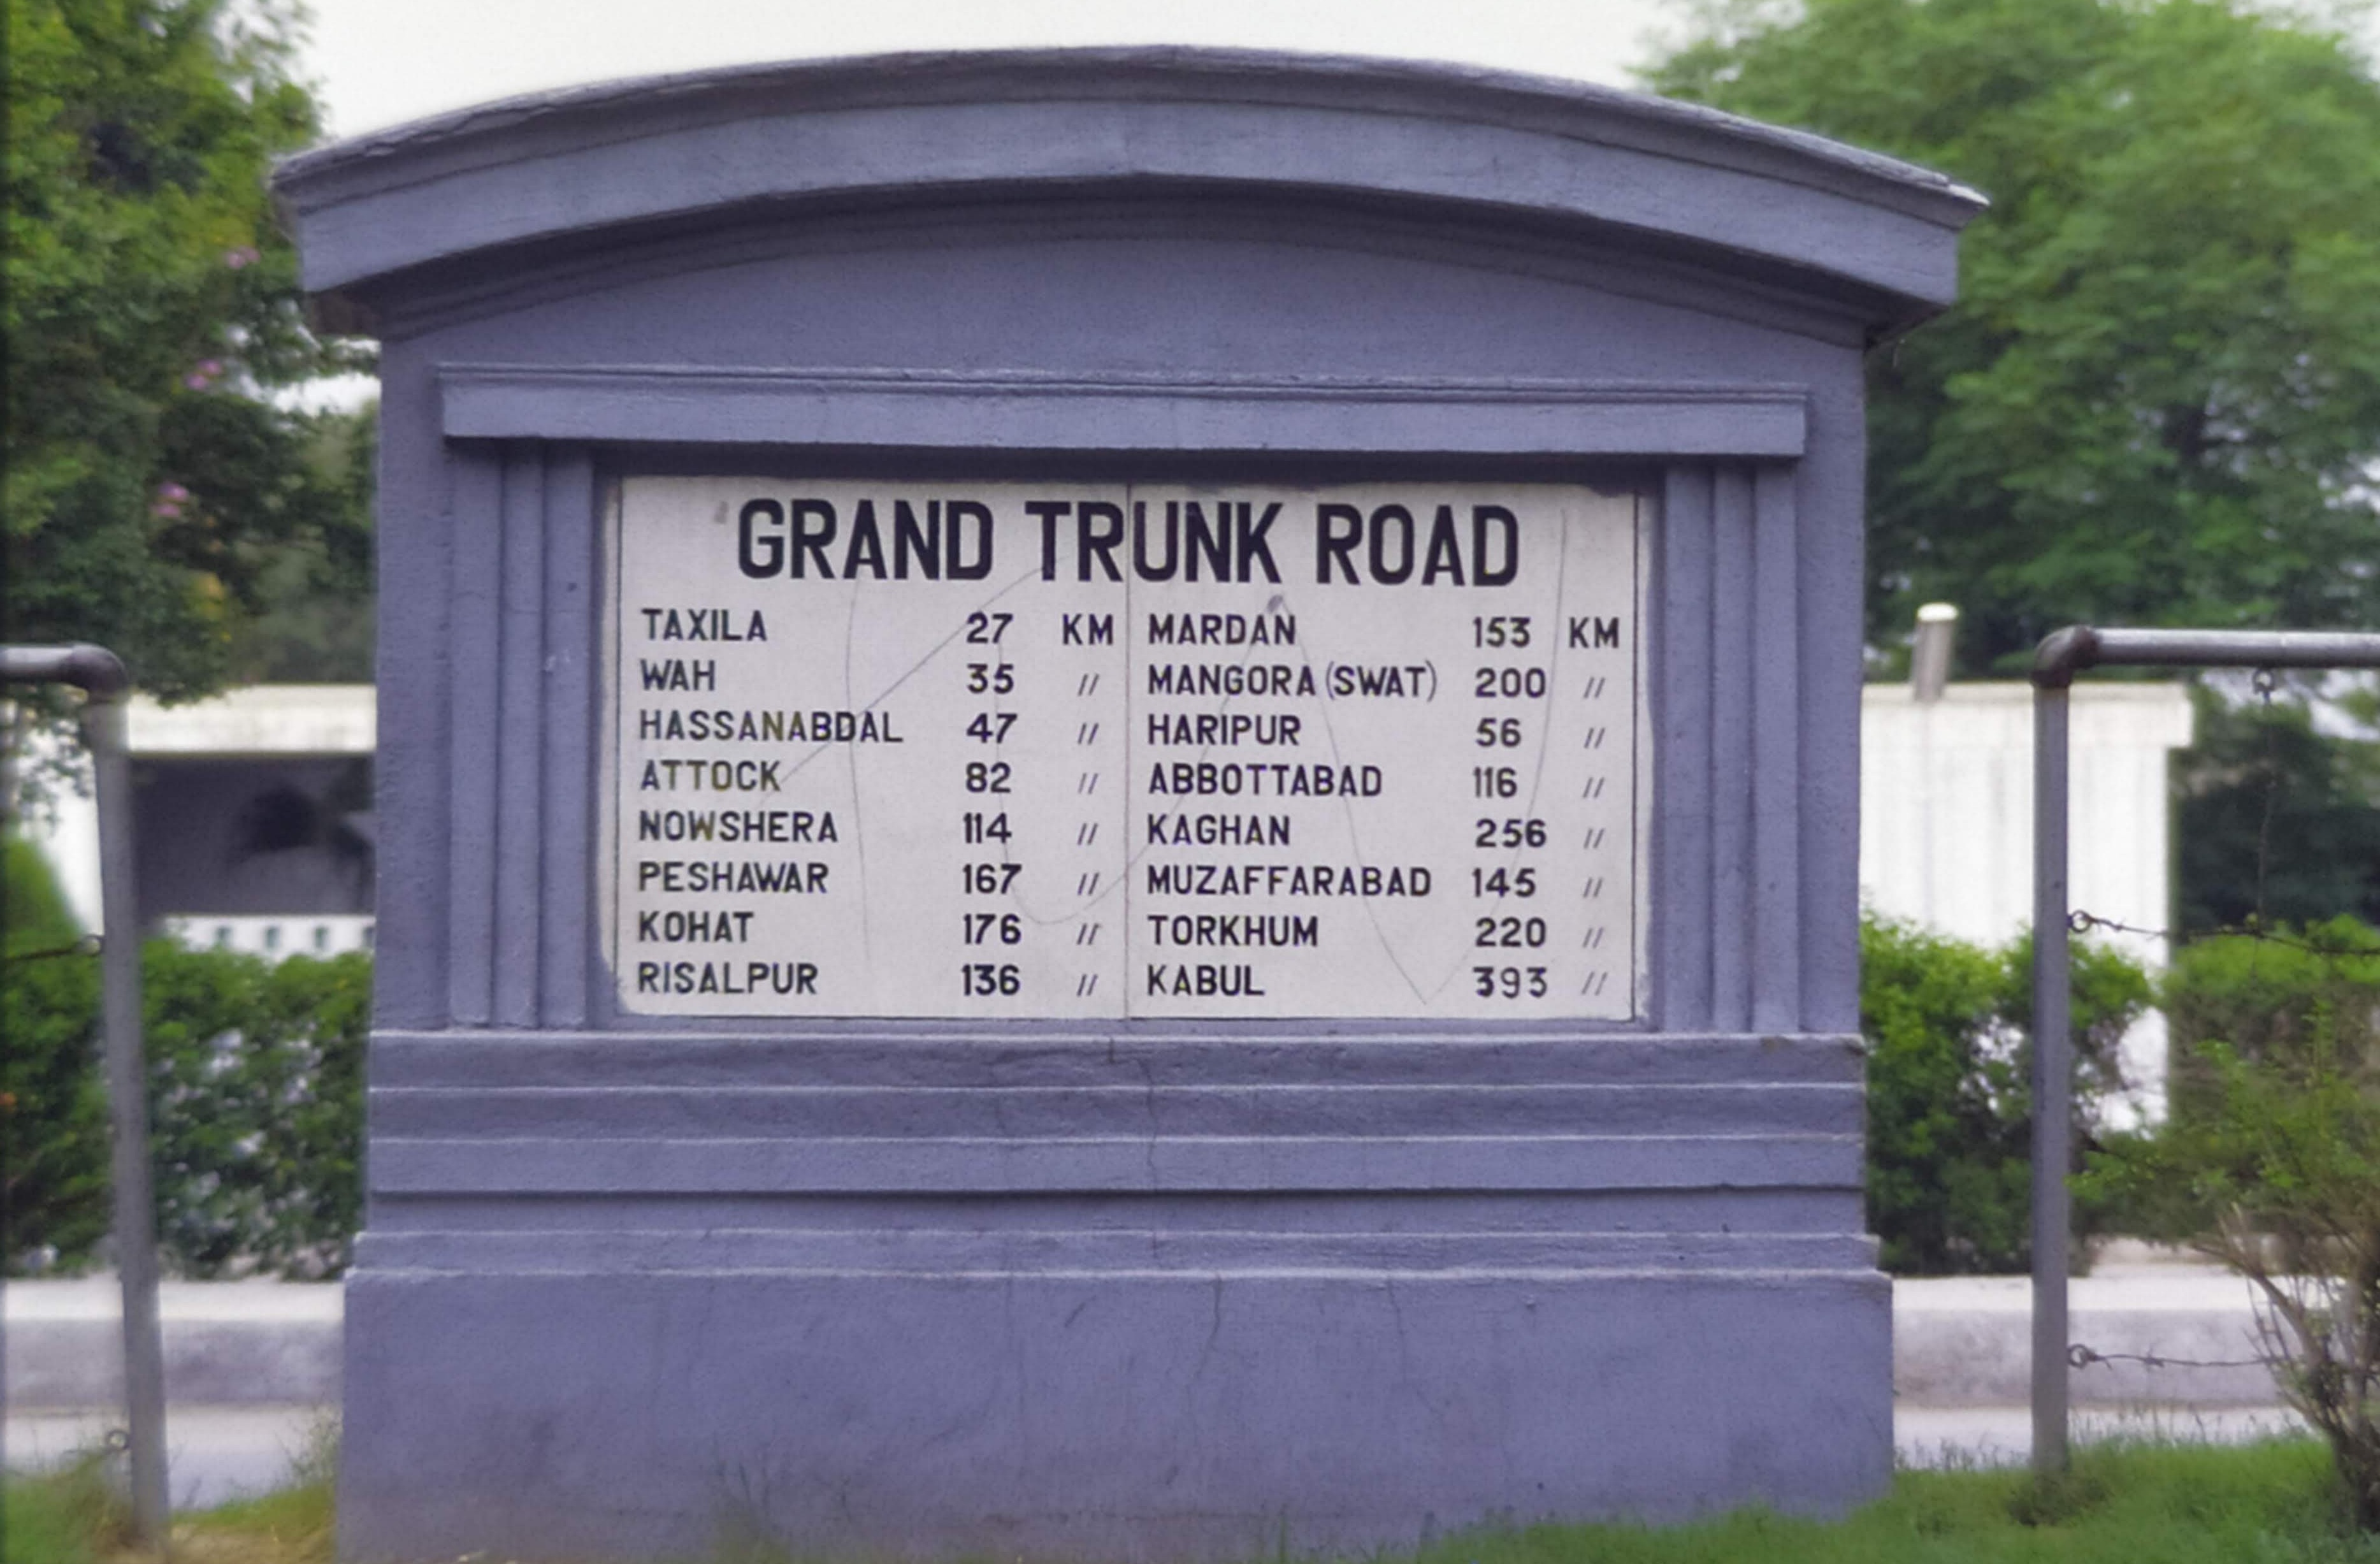 GRAND TRUNK ROAD
TAXILA 27 KM MARDAN 153 KM
WAH 35 " MANGORA (SWAT) 200 "
HASSANABDAL 47 " HARIPUR 56 "
ATTOCK 82 " ABBOTTABAD 116 "
NOWSHERA 114 " KAGHAN 256 "
PESHAWAR 167 " MUZAFFARABAD 145 "
KOHAT 176 " TORKHUM 220 "
RISALPUR 136 " KABUL 393 "